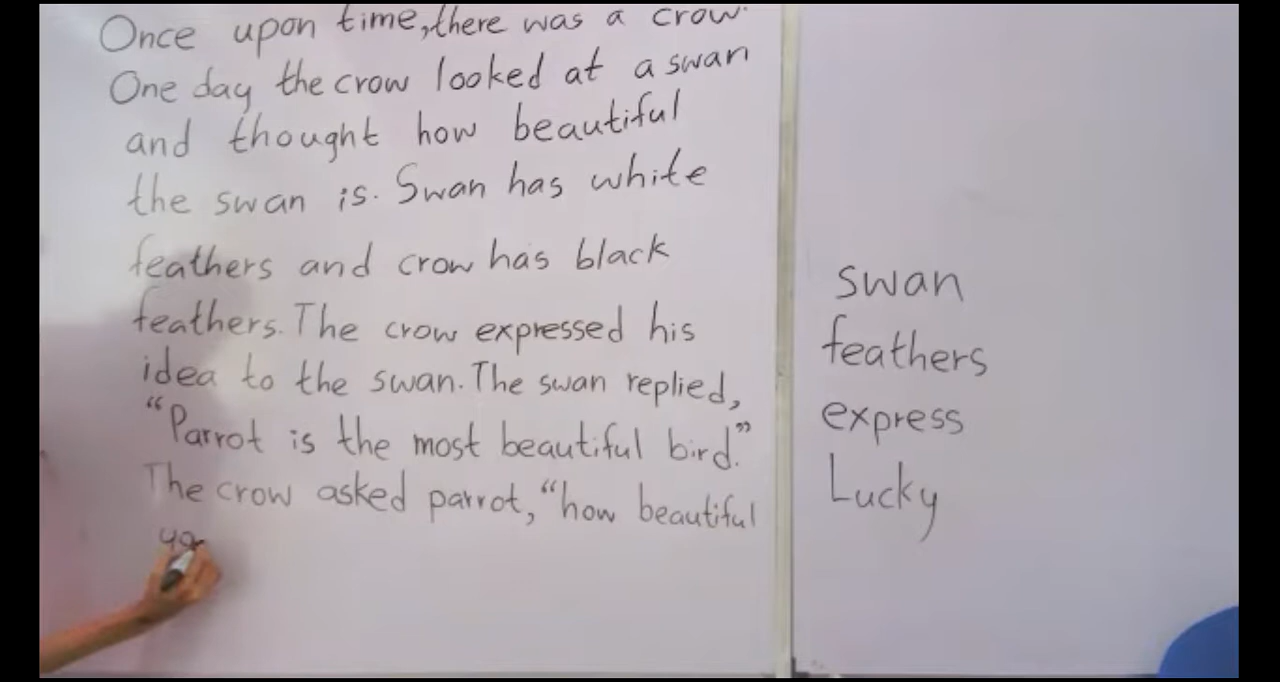 Once upon time, there was a crow.
One day the crow looked at a swan
and thought how beautiful
the swan is. Swan has white
feathers and crow has black
feathers. The crow expressed his
idea to the swan. The swan replied,
“Parrot is the most beautiful bird.”
The crow asked parrot, “how beautiful
swan
feathers
express
Lucky